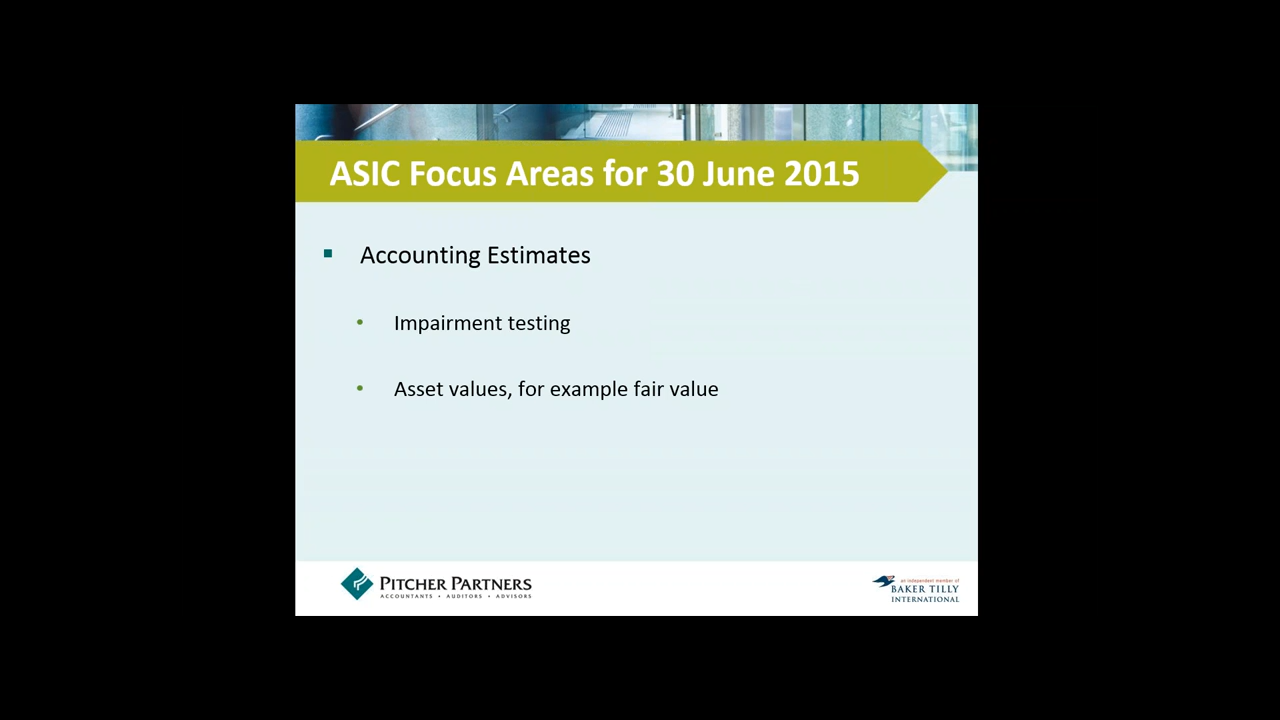 ASIC Focus Areas for 30 June 2015
Accounting Estimates
Impairment testing
Asset values, for example fair value
PITCHER PARTNERS
ACCOUNTANTS • AUDITORS • ADVISORS
an independent member of
BAKER TILLY
INTERNATIONAL